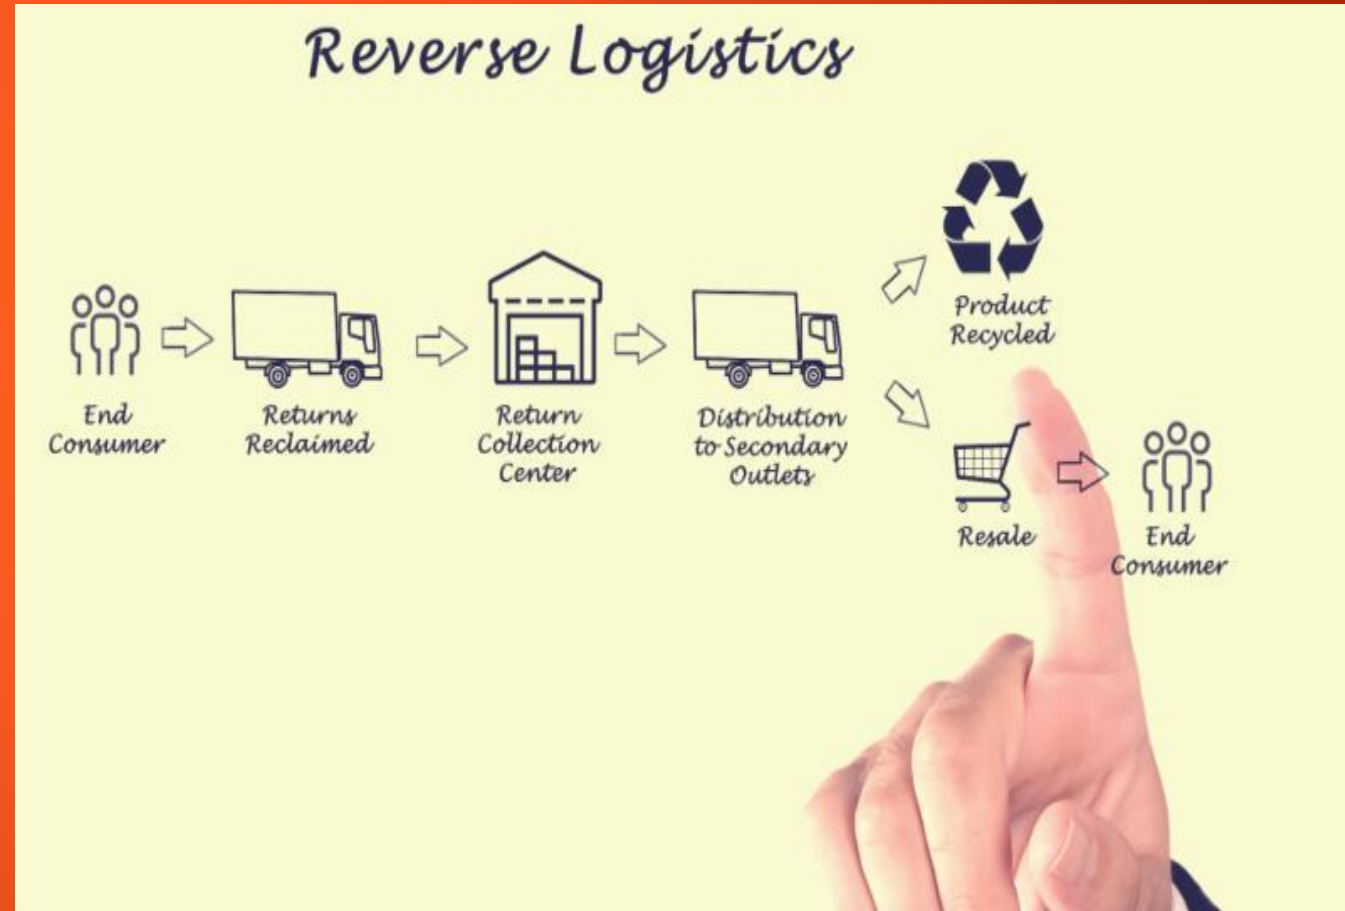 Reverse Logistics
End
Consumer
Returns
Reclaimed
Return
Collection
Center
Distribution
to Secondary
Outlets
Product
Recycled
Resale
End
Consumer